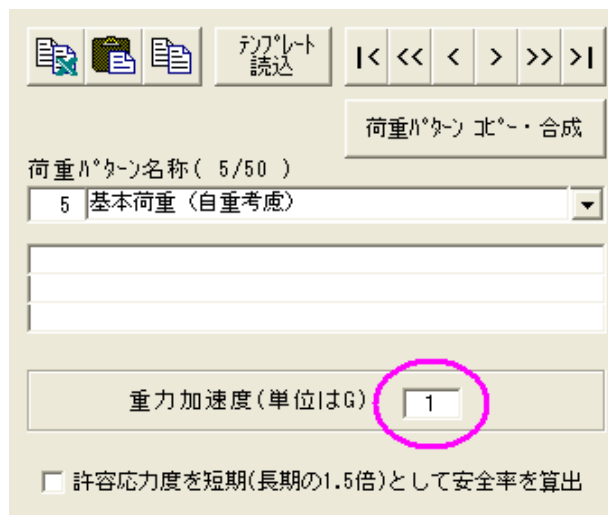 ﾃﾝﾌﾟﾚｰﾄ
読込
|< << < > >> >|
荷重ﾊﾟﾀｰﾝ ｺﾋﾟｰ・合成
荷重ﾊﾟﾀｰﾝ名称( 5/50 )
5 基本荷重（自重考慮）
重力加速度(単位はG) 1
許容応力度を短期(長期の1.5倍)として安全率を算出